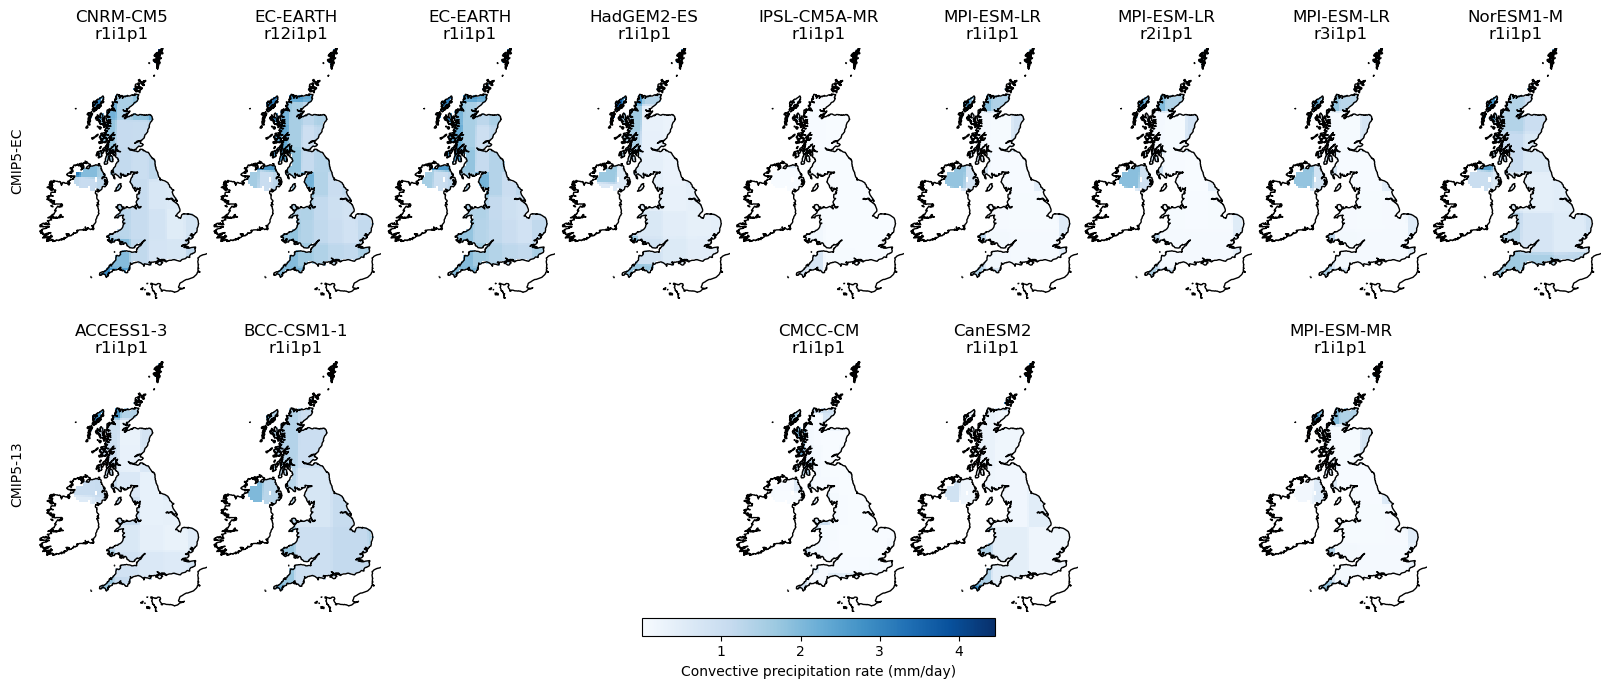 CNRM-CM5
r1i1p1
EC-EARTH
r12i1p1
EC-EARTH
r1i1p1
HadGEM2-ES
r1i1p1
IPSL-CM5A-MR
r1i1p1
MPI-ESM-LR
r1i1p1
MPI-ESM-LR
r2i1p1
MPI-ESM-LR
r3i1p1
NorESM1-M
r1i1p1
CMIP5-EC
ACCESS1-3
r1i1p1
BCC-CSM1-1
r1i1p1
CMCC-CM
r1i1p1
CanESM2
r1i1p1
MPI-ESM-MR
r1i1p1
CMIP5-13
1 2 3 4
Convective precipitation rate (mm/day)